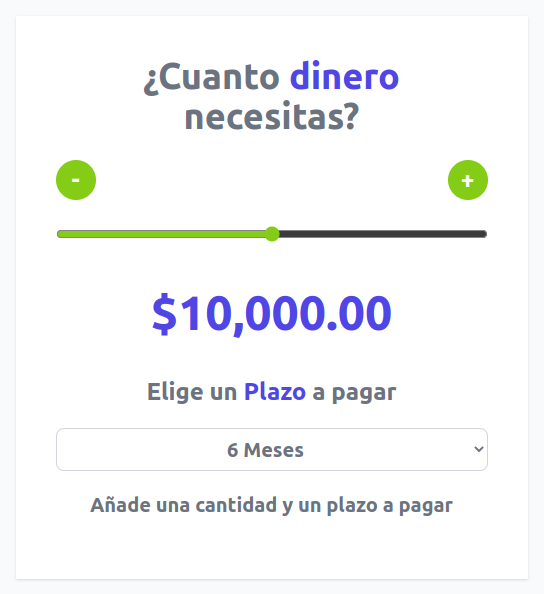 ¿Cuanto dinero
necesitas?
- +
$10,000.00
Elige un Plazo a pagar
6 Meses
Añade una cantidad y un plazo a pagar